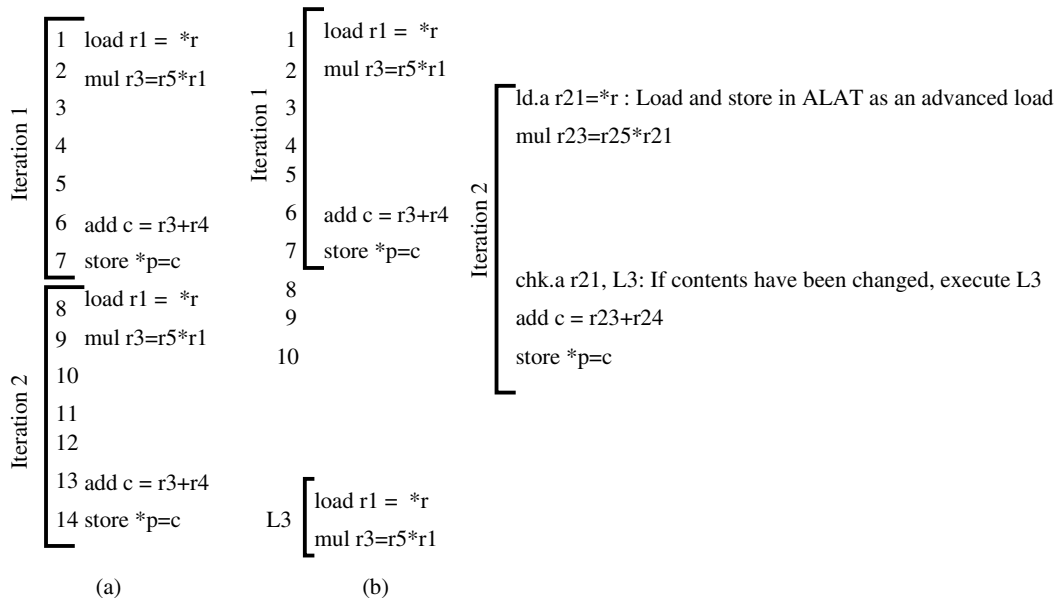 Iteration 1
1 load r1 = *r
2 mul r3=r5*r1
3
4
5
6 add c = r3+r4
7 store *p=c
Iteration 2
8 load r1 = *r
9 mul r3=r5*r1
10
11
12
13 add c = r3+r4
14 store *p=c
(a)
Iteration 1
1 load r1 = *r
2 mul r3=r5*r1
3
4
5
6 add c = r3+r4
7 store *p=c
8
9
10
Iteration 2
ld.a r21=*r : Load and store in ALAT as an advanced load
mul r23=r25*r21
chk.a r21, L3: If contents have been changed, execute L3
add c = r23+r24
store *p=c
L3
load r1 = *r
mul r3=r5*r1
(b)